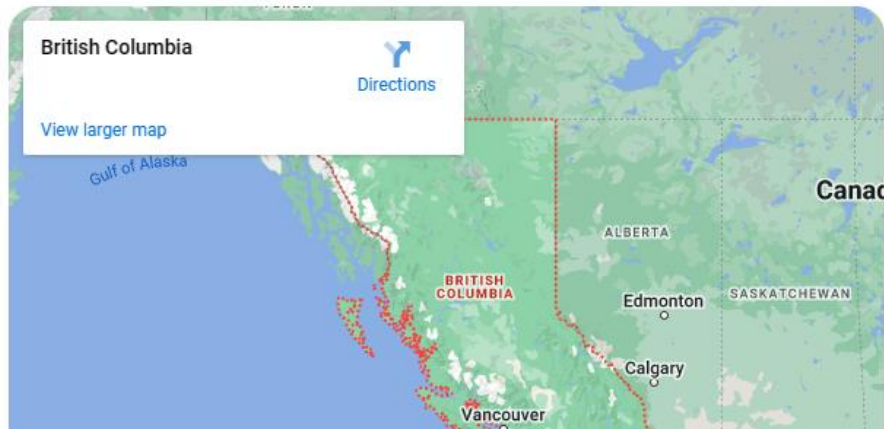 British Columbia
Directions
View larger map
Gulf of Alaska
Canad
ALBERTA
BRITISH
COLUMBIA
SASKATCHEWAN
Edmonton
Calgary
Vancouver